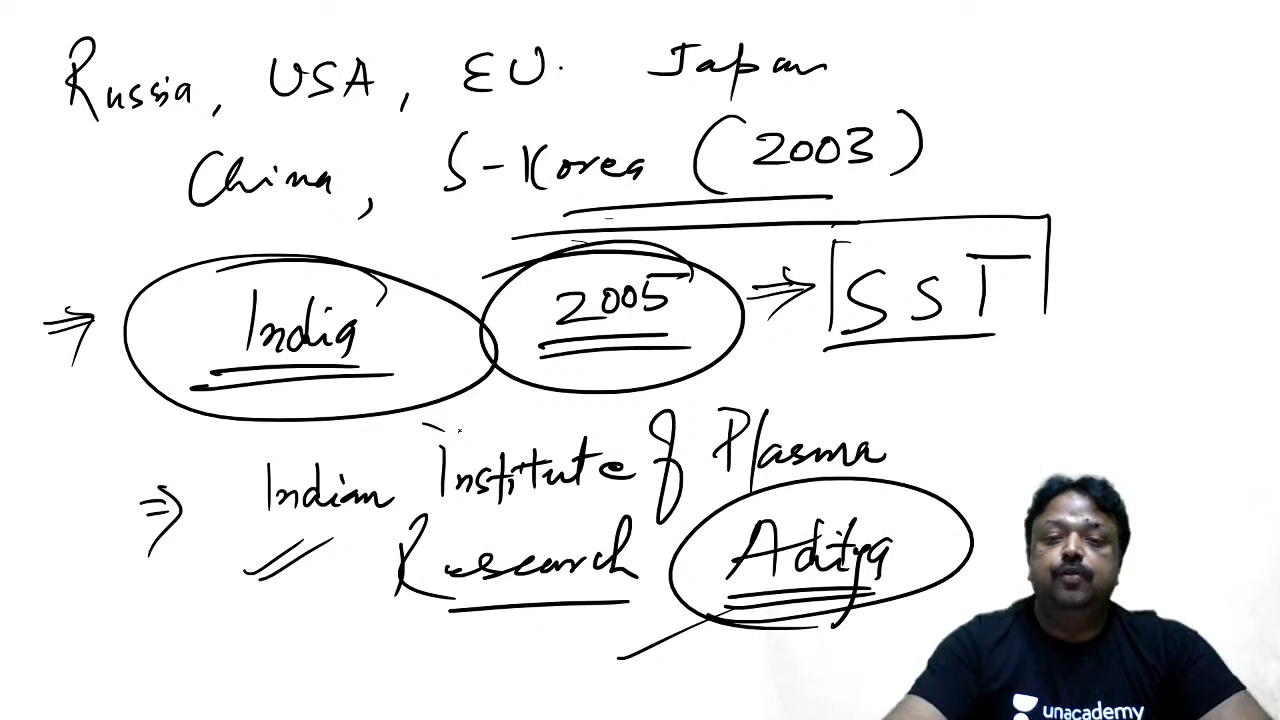 Russia, USA, EU. Japan
China, S-Korea (2003)
⇒ India 2005 ⇒ SST
⇒ Indian Institute of Plasma
Research Aditya
unacademy